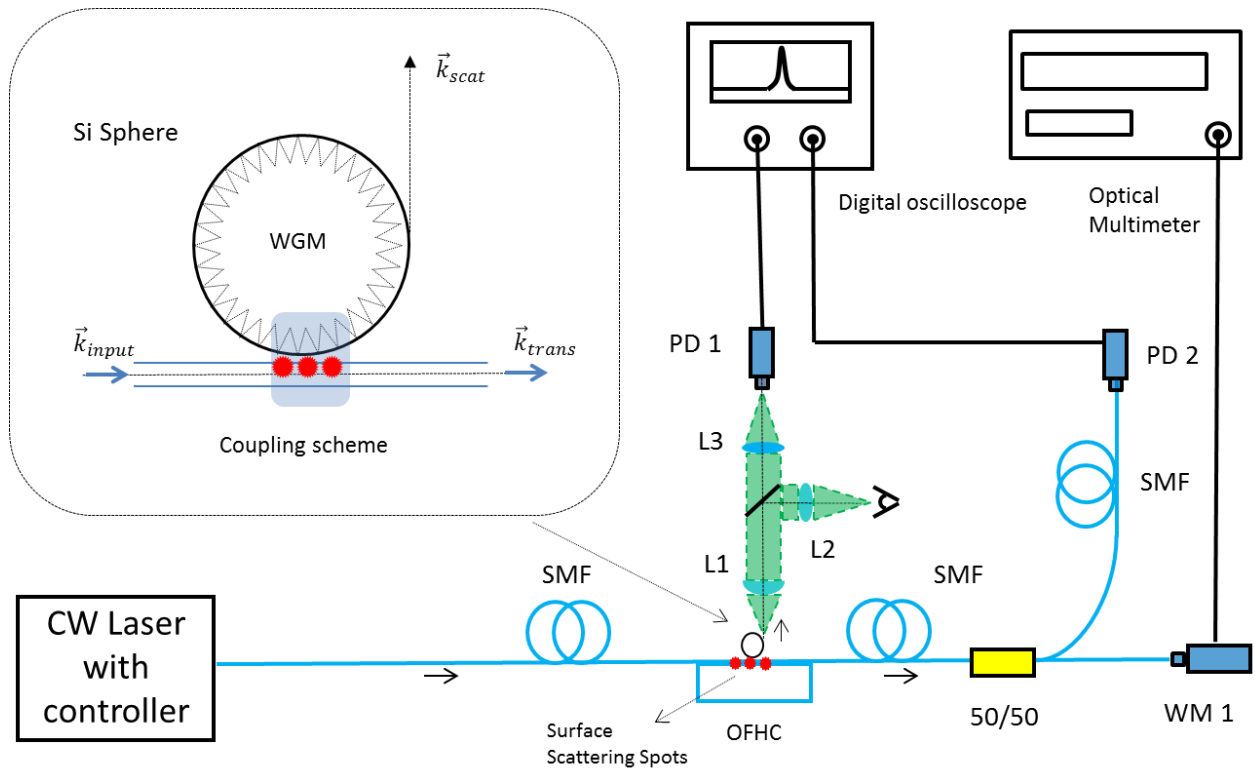 k⃗scat
Si Sphere
WGM
k⃗input
k⃗trans
Coupling scheme
Digital oscilloscope
Optical
Multimeter
PD 1
PD 2
L3
SMF
L1
L2
SMF
SMF
CW Laser
with
controller
Surface
Scattering Spots
OFHC
50/50
WM 1